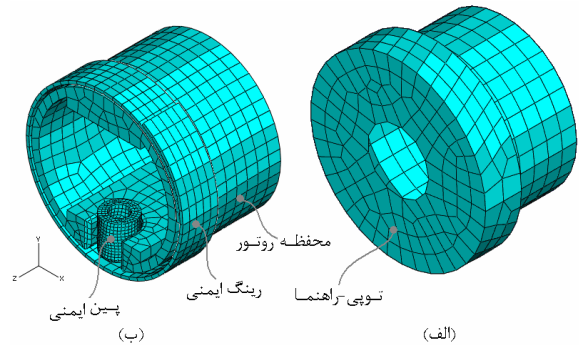 محفظه روتور
رینگ ایمنی
پین ایمنی
توپی-راهنما
Y
Z
X
(ب)
(الف)